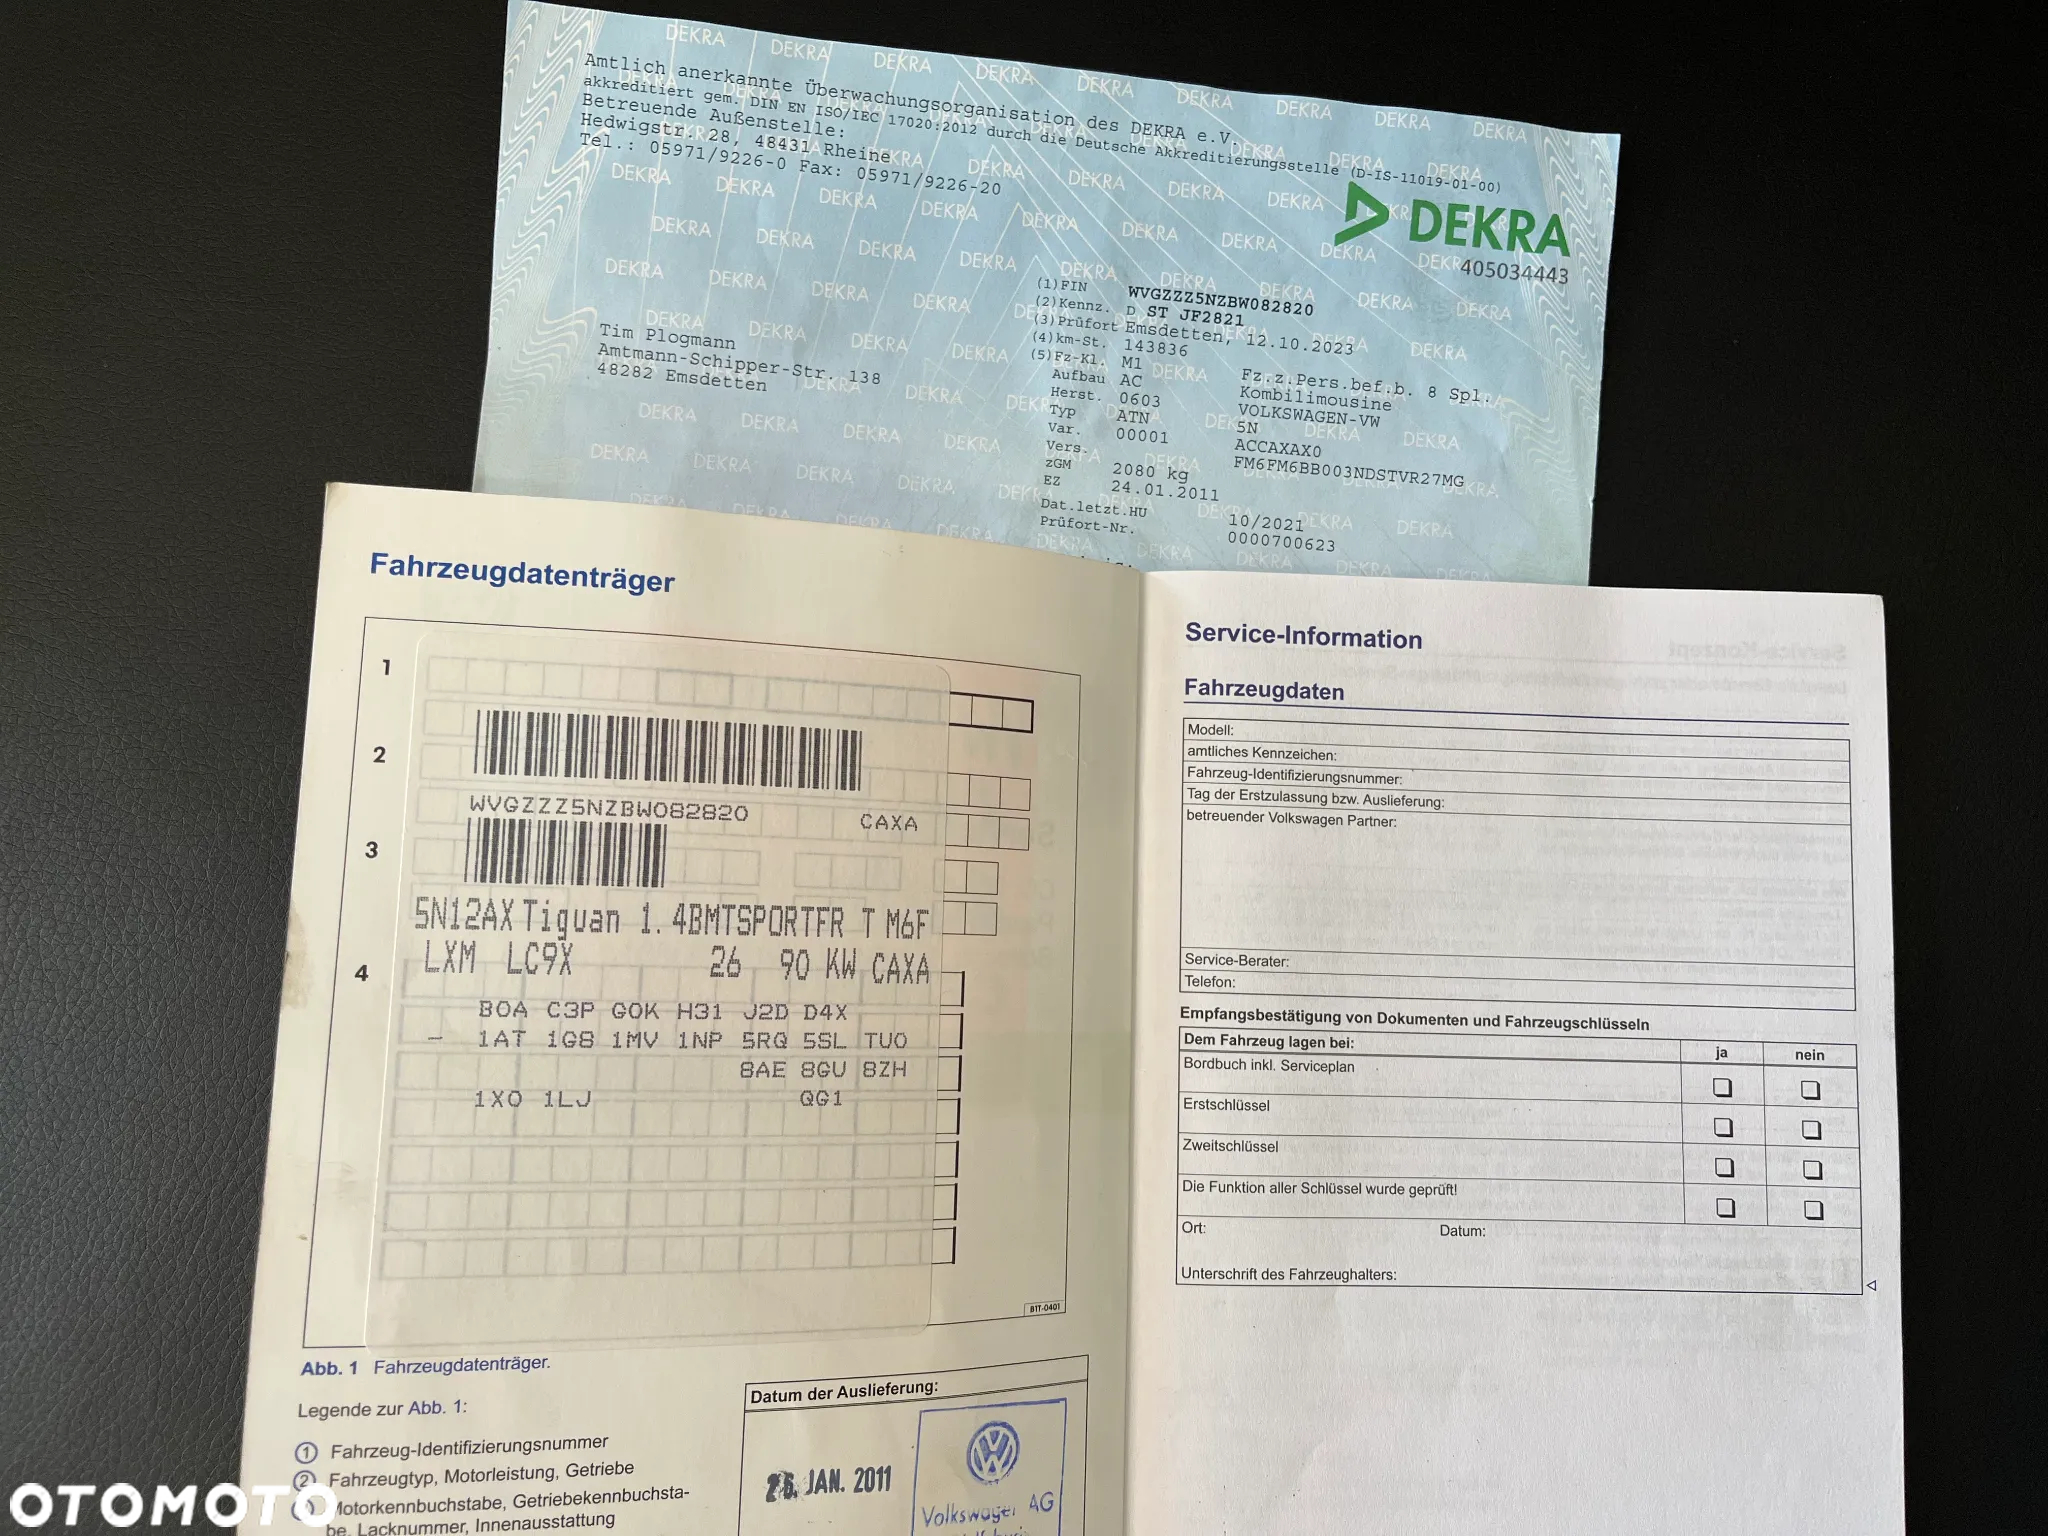 Amtlich anerkannte Überwachungsorganisation des DEKRA e.V.
akkreditiert gem. DIN EN ISO/IEC 17020:2012 durch die Deutsche Akkreditierungsstelle (D-IS-11019-01-00)
Betreuende Außenstelle:
Hedwigstr. 28, 48431 Rheine
Tel.: 05971/9226-0 Fax: 05971/9226-20
DEKRA
405034443
Tim Plogmann
Amtmann-Schipper-Str. 138
48282 Emsdetten
(1)FIN WVGZZZ5NZBW082820
(2)Kennz. D ST JF2821
(3)Prüfort Emsdetten, 12.10.2023
(4)km-St. 143836
(5)Fz-Kl. M1 Fz.z.Pers.bef.b. 8 Spl.
Aufbau AC Kombilimousine
Herst. 0603 VOLKSWAGEN-VW
Typ ATN 5N
Var. 00001 ACCAXAX0
Vers. FM6FM6BB003NDSTVR27MG
zGM 2080 kg
EZ 24.01.2011
Dat.letzt.HU 10/2021
Prüfort-Nr. 0000700623
Fahrzeugdatenträger
1
2
WVGZZZ5NZBW082820 CAXA
3
5N12AX Tiguan 1.4BMTSPORTFR T M6F
LXM LC9X 26 90 KW CAXA
4
B0A C3P G0K H31 J2D D4X
- 1AT 1G8 1MV 1NP 5RQ 5SL TU0
8AE 8GU 8ZH
1X0 1LJ QG1
B1T-0401
Abb. 1 Fahrzeugdatenträger.
Legende zur Abb. 1:
1 Fahrzeug-Identifizierungsnummer
2 Fahrzeugtyp, Motorleistung, Getriebe
Motorkennbuchstabe, Getriebekennbuchsta-
be, Lacknummer, Innenausstattung
Datum der Auslieferung:
26. JAN. 2011
Volkswagen AG
Service-Information
Fahrzeugdaten
Modell:
amtliches Kennzeichen:
Fahrzeug-Identifizierungsnummer:
Tag der Erstzulassung bzw. Auslieferung:
betreuender Volkswagen Partner:
Service-Berater:
Telefon:
Empfangsbestätigung von Dokumenten und Fahrzeugschlüsseln
Dem Fahrzeug lagen bei: ja nein
Bordbuch inkl. Serviceplan
Erstschlüssel
Zweitschlüssel
Die Funktion aller Schlüssel wurde geprüft!
Ort: Datum:
Unterschrift des Fahrzeughalters:
OTOMOTO